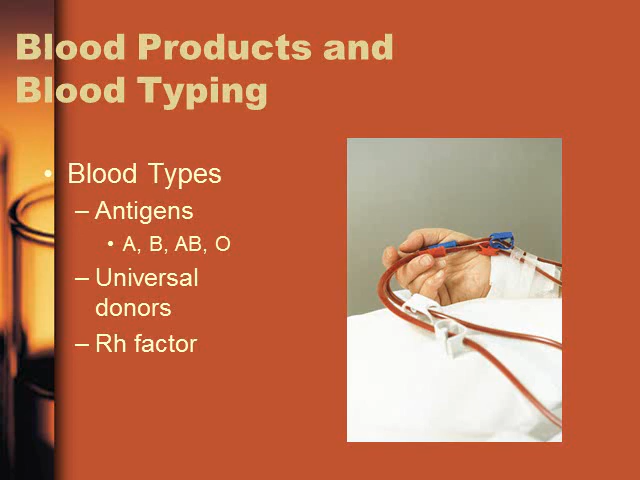 Blood Products and
Blood Typing
• Blood Types
– Antigens
• A, B, AB, O
– Universal
donors
– Rh factor